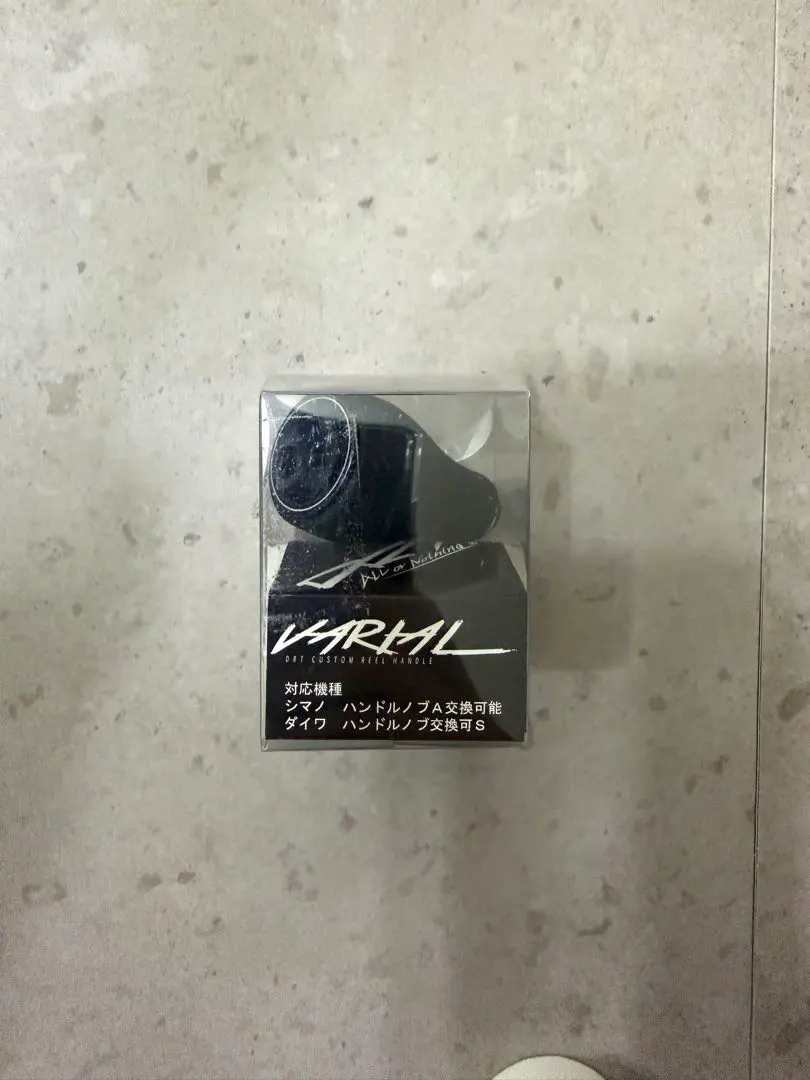 ALL or Nothing
VARIAL
DRT CUSTOM REEL HANDLE
対応機種
シマノ　ハンドルノブA交換可能
ダイワ　ハンドルノブ交換可S